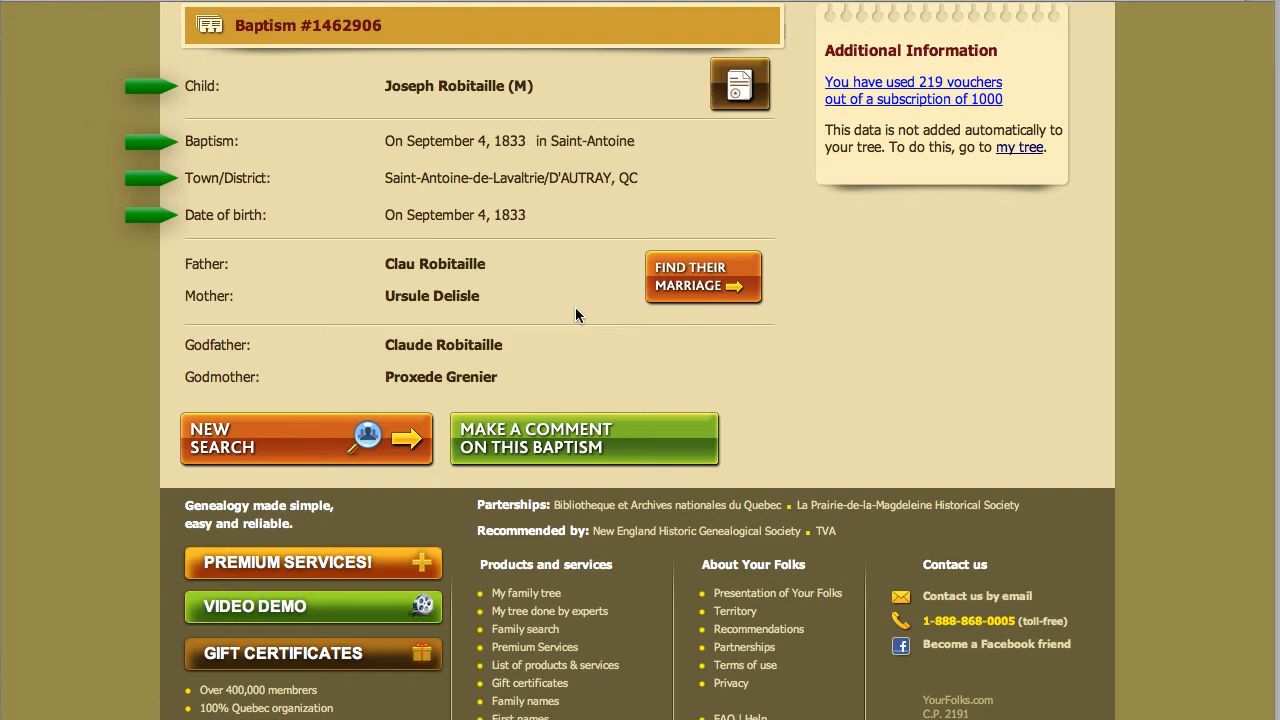 Baptism #1462906
Child: Joseph Robitaille (M)
Baptism: On September 4, 1833 in Saint-Antoine
Town/District: Saint-Antoine-de-Lavaltrie/D'AUTRAY, QC
Date of birth: On September 4, 1833
Father: Clau Robitaille
Mother: Ursule Delisle
FIND THEIR
MARRIAGE
Godfather: Claude Robitaille
Godmother: Proxede Grenier
NEW
SEARCH
MAKE A COMMENT
ON THIS BAPTISM
Additional Information
You have used 219 vouchers
out of a subscription of 1000
This data is not added automatically to
your tree. To do this, go to my tree.
Genealogy made simple,
easy and reliable.
PREMIUM SERVICES!
VIDEO DEMO
GIFT CERTIFICATES
Over 400,000 membrers
100% Quebec organization
Parterships: Bibliotheque et Archives nationales du Quebec La Prairie-de-la-Magdeleine Historical Society
Recommended by: New England Historic Genealogical Society TVA
Products and services
My family tree
My tree done by experts
Family search
Premium Services
List of products & services
Gift certificates
Family names
First names
About Your Folks
Presentation of Your Folks
Territory
Recommendations
Partnerships
Terms of use
Privacy
FAQ | Help
Contact us
Contact us by email
1-888-868-0005 (toll-free)
Become a Facebook friend
YourFolks.com
C.P. 2191